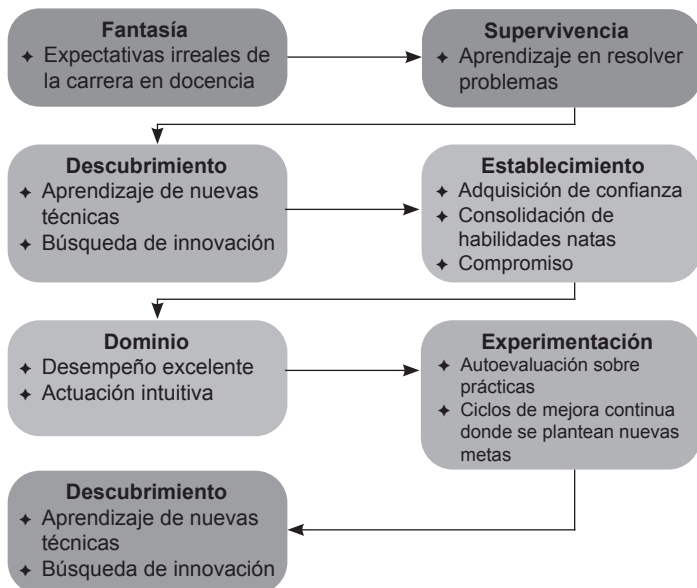 Fantasía
✦ Expectativas irreales de
la carrera en docencia
Supervivencia
✦ Aprendizaje en resolver
problemas
Descubrimiento
✦ Aprendizaje de nuevas
técnicas
✦ Búsqueda de innovación
Establecimiento
✦ Adquisición de confianza
✦ Consolidación de
habilidades natas
✦ Compromiso
Dominio
✦ Desempeño excelente
✦ Actuación intuitiva
Experimentación
✦ Autoevaluación sobre
prácticas
✦ Ciclos de mejora continua
donde se plantean nuevas
metas
Descubrimiento
✦ Aprendizaje de nuevas
técnicas
✦ Búsqueda de innovación